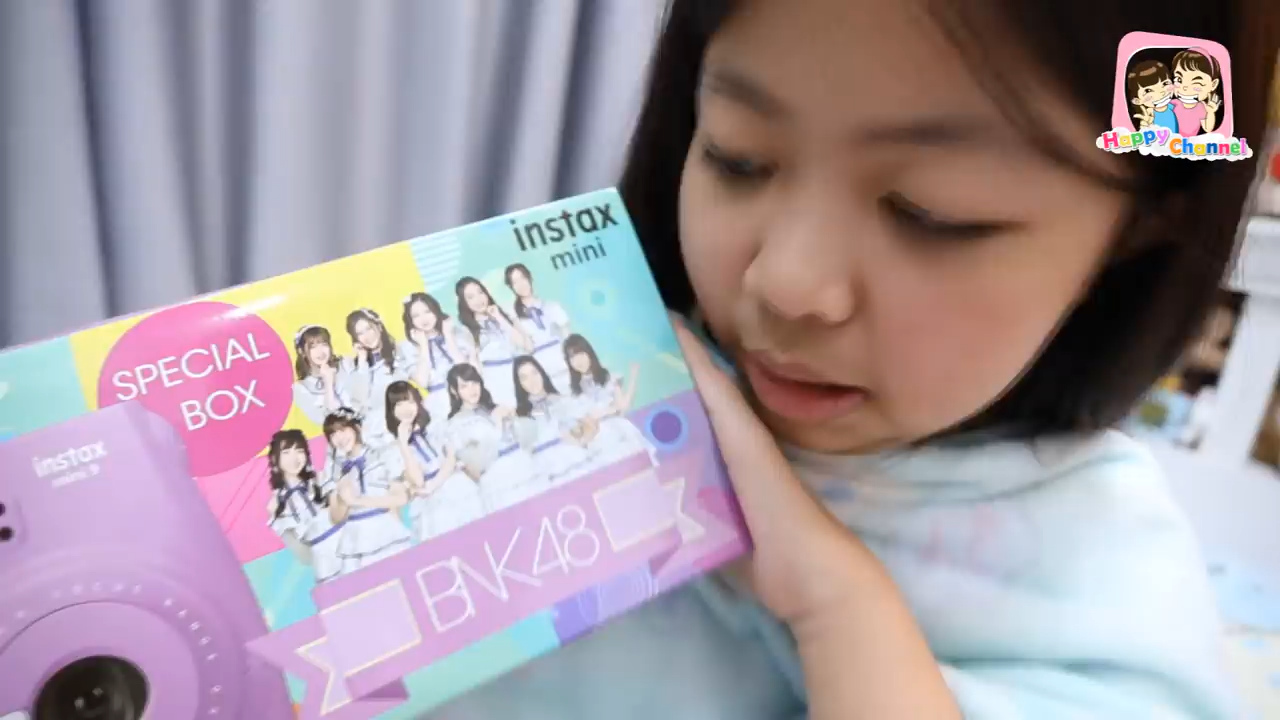 Happy
Channel
instax
mini
SPECIAL
BOX
instax
mini 9
BNK48